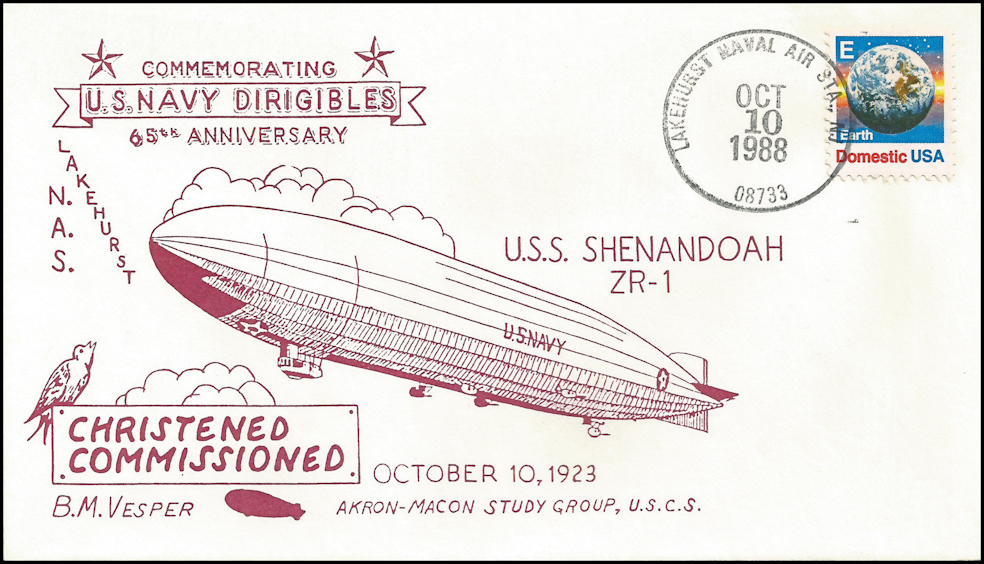 COMMEMORATING
U.S. NAVY DIRIGIBLES
65th ANNIVERSARY
LAKEHURST
N.A.S.
LAKEHURST NAVAL AIR STA.,
OCT
10
1988
08733
E
Earth
Domestic USA
U.S.S. SHENANDOAH
ZR-1
U.S.NAVY
CHRISTENED
COMMISSIONED
OCTOBER 10, 1923
B.M. VESPER
AKRON-MACON STUDY GROUP, U.S.C.S.